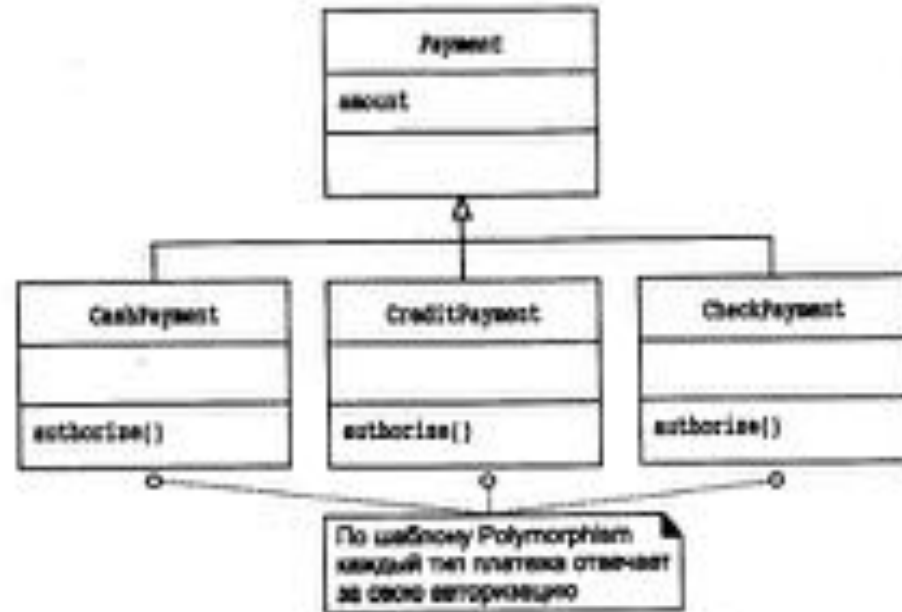 Payment
amount
CashPayment
CreditPayment
CheckPayment
authorize()
authorize()
authorize()
По шаблону Polymorphism
каждый тип платежа отвечает
за свою авторизацию